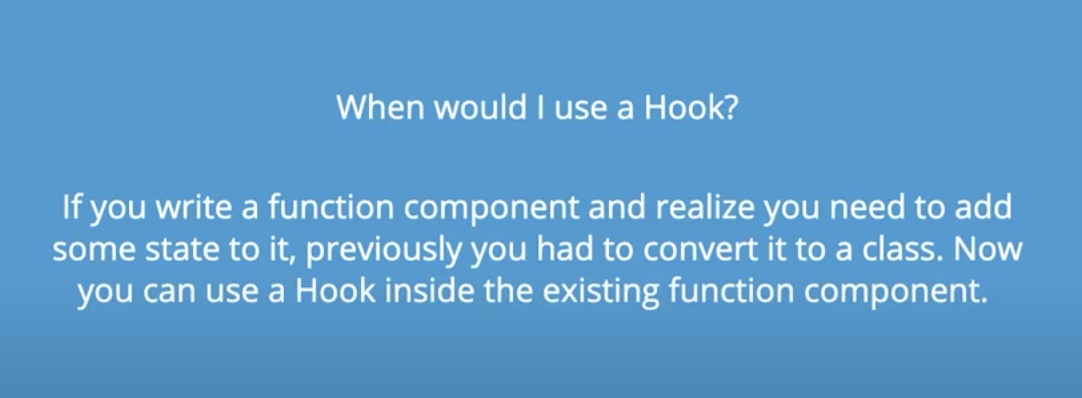 When would I use a Hook?
If you write a function component and realize you need to add
some state to it, previously you had to convert it to a class. Now
you can use a Hook inside the existing function component.